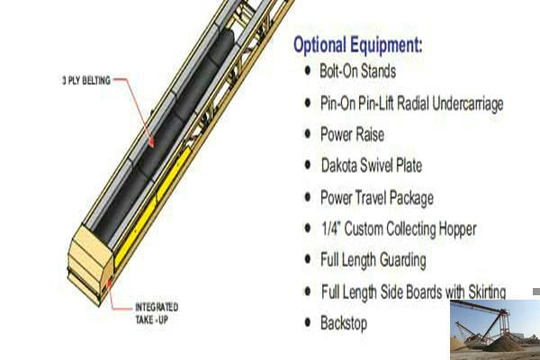 Optional Equipment:
3 PLY BELTING
• Bolt-On Stands
• Pin-On Pin-Lift Radial Undercarriage
• Power Raise
• Dakota Swivel Plate
• Power Travel Package
• 1/4" Custom Collecting Hopper
• Full Length Guarding
• Full Length Side Boards with Skirting
• Backstop
INTEGRATED
TAKE -UP